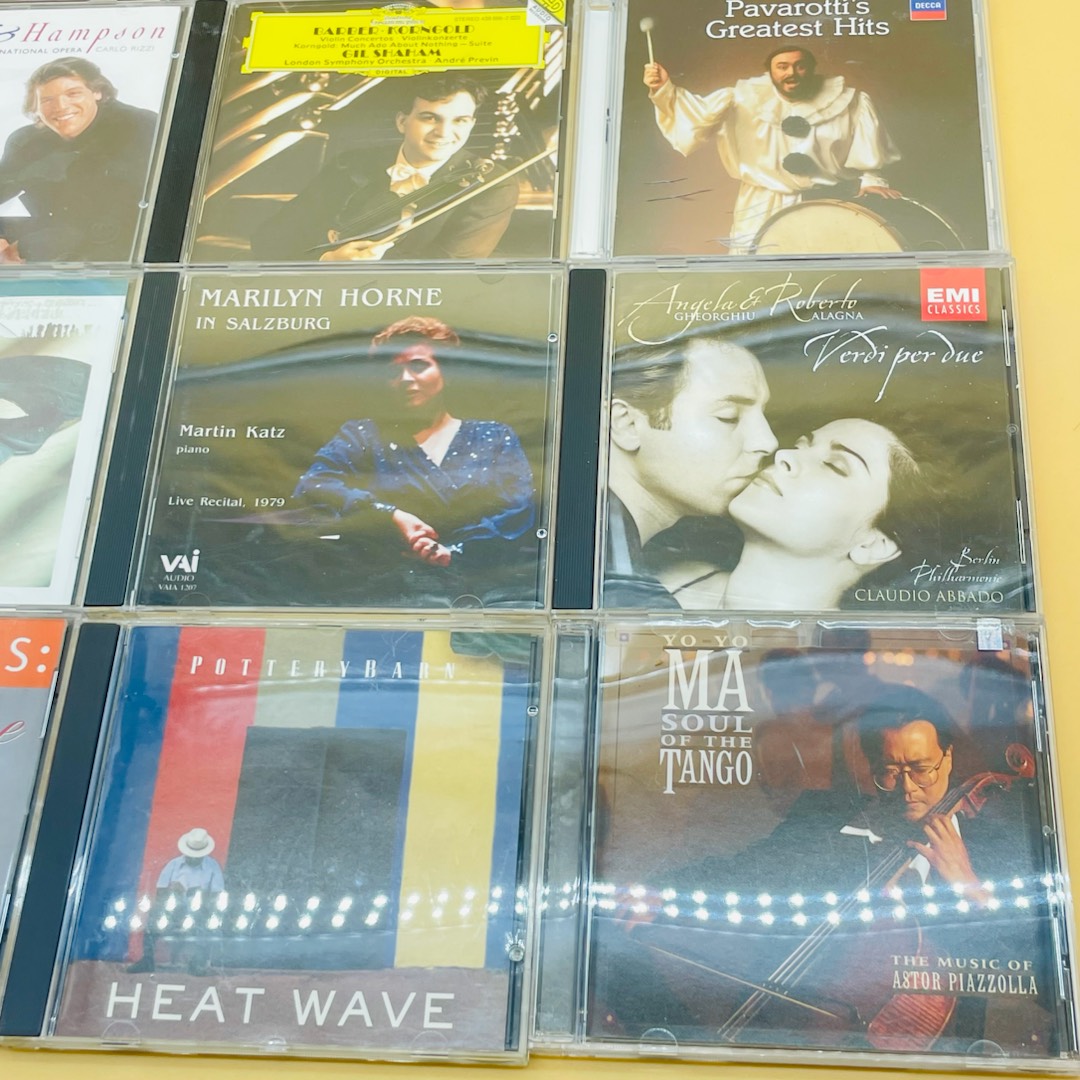 & Hampson
NATIONAL OPERA CARLO RIZZI
BARBER · KORNGOLD
Violin Concertos · Violinkonzerte
Korngold: Much Ado About Nothing – Suite
GIL SHAHAM
London Symphony Orchestra · André Previn
DIGITAL
Pavarotti's
Greatest Hits
DECCA
MARILYN HORNE
IN SALZBURG
Martin Katz
piano
Live Recital, 1979
VAI
AUDIO
VAIA 1207
Angela & Roberto
GHEORGHIU ALAGNA
EMI
CLASSICS
Verdi per due
Berlin
Philharmonic
CLAUDIO ABBADO
S:
POTTERY BARN
HEAT WAVE
YO-YO
MA
SOUL
OF THE
TANGO
THE MUSIC OF
ASTOR PIAZZOLLA